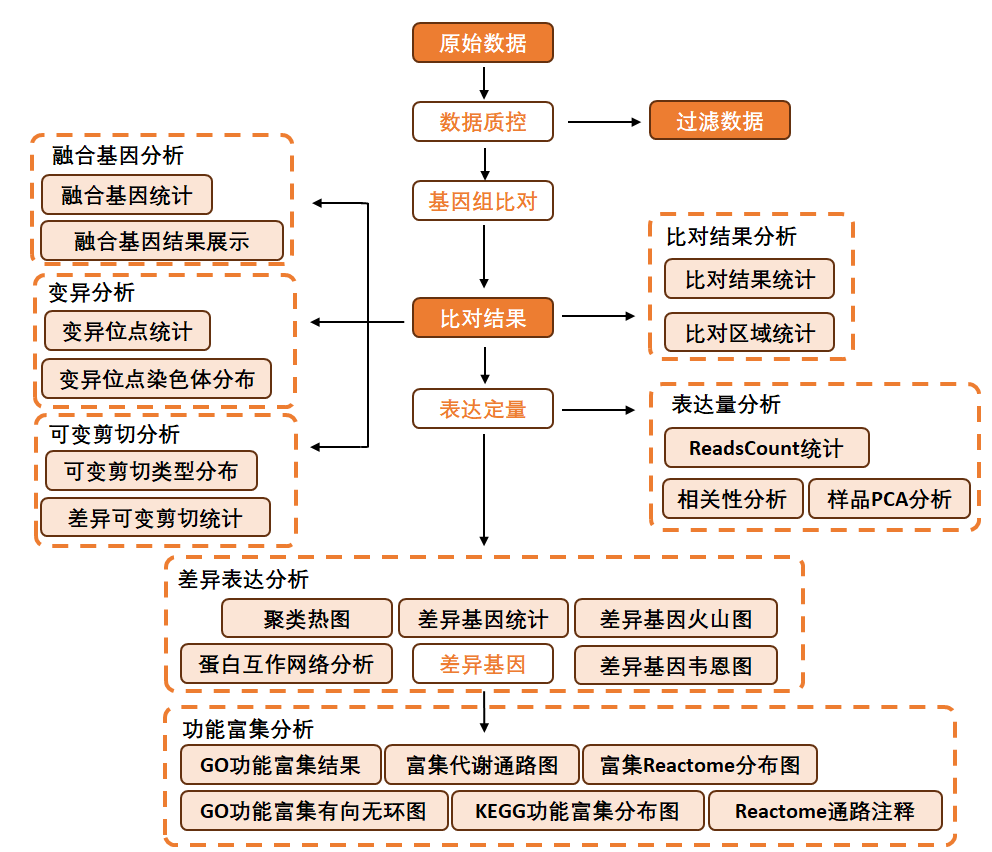 原始数据
数据质控
过滤数据
基因组比对
融合基因分析
融合基因统计
融合基因结果展示
变异分析
变异位点统计
变异位点染色体分布
可变剪切分析
可变剪切类型分布
差异可变剪切统计
比对结果
比对结果分析
比对结果统计
比对区域统计
表达定量
表达量分析
ReadsCount统计
相关性分析
样品PCA分析
差异表达分析
聚类热图
差异基因统计
差异基因火山图
蛋白互作网络分析
差异基因
差异基因韦恩图
功能富集分析
GO功能富集结果
富集代谢通路图
富集Reactome分布图
GO功能富集有向无环图
KEGG功能富集分布图
Reactome通路注释